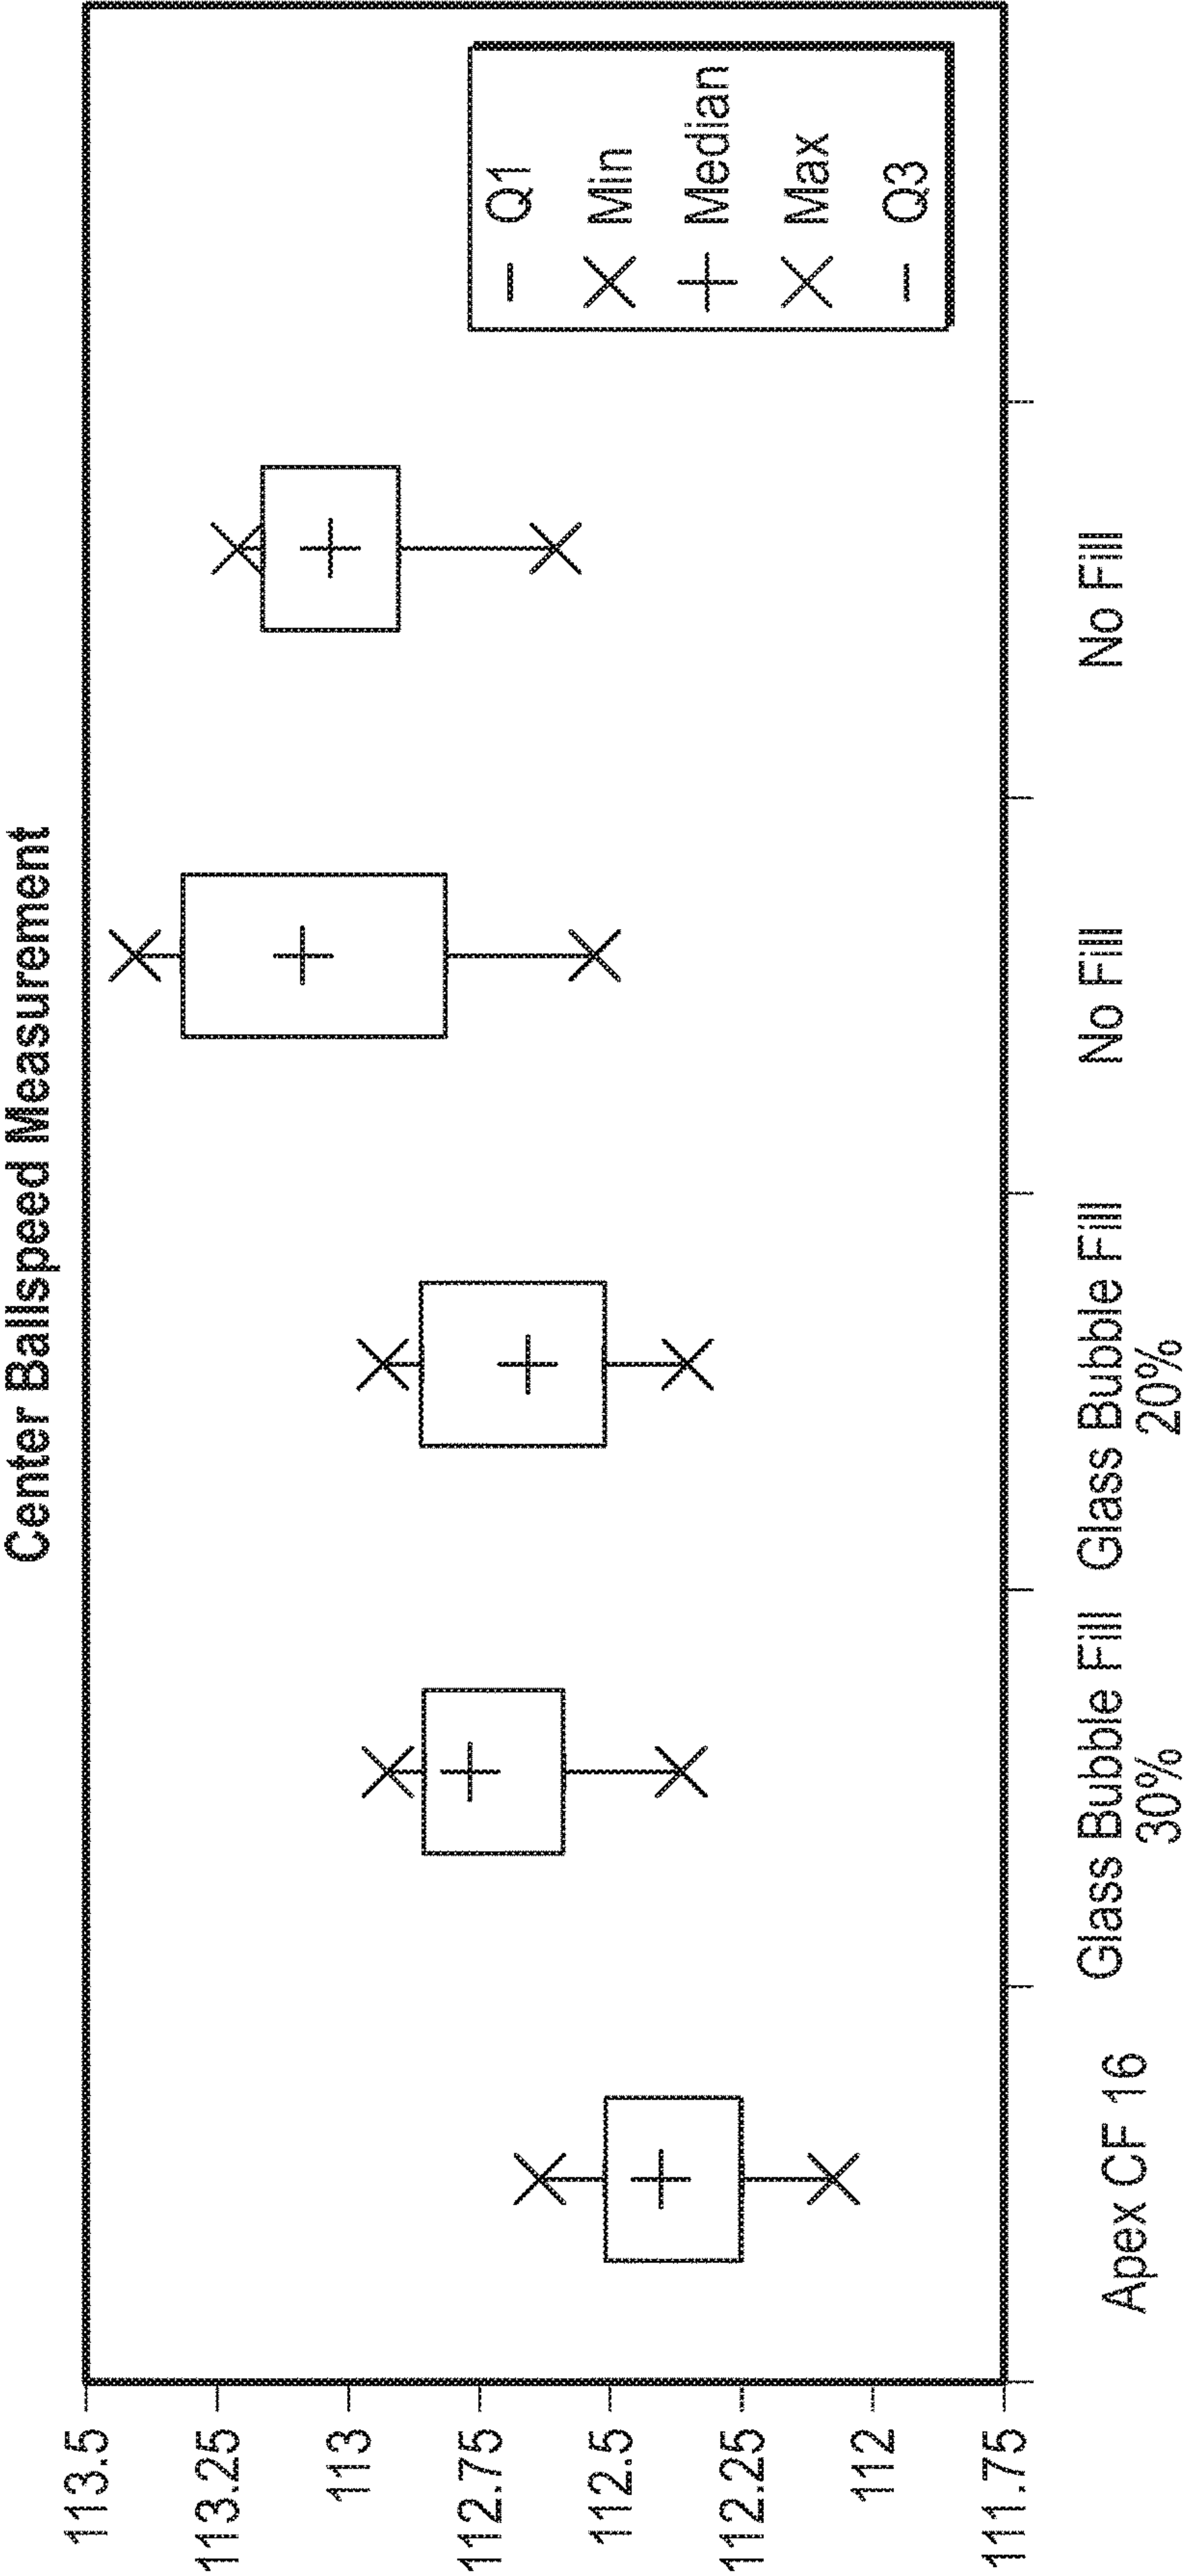 Center Ballspeed Measurement
113.5
113.25
113
112.75
112.5
112.25
112
111.75
Apex CF 16
Glass Bubble Fill
30%
Glass Bubble Fill
20%
No Fill
No Fill
Q1
Min
Median
Max
Q3